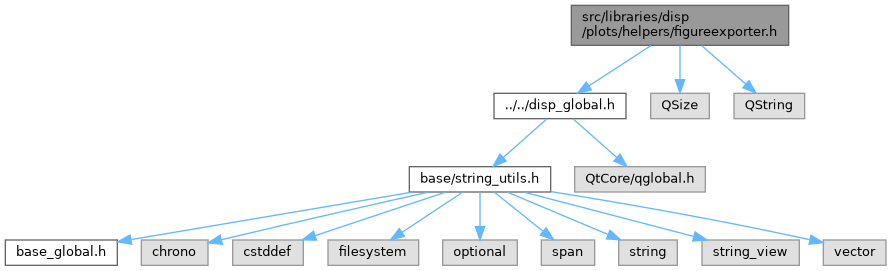 src/libraries/disp
/plots/helpers/figureexporter.h
../../disp_global.h
QSize
QString
base/string_utils.h
QtCore/qglobal.h
base_global.h
chrono
cstddef
filesystem
optional
span
string
string_view
vector